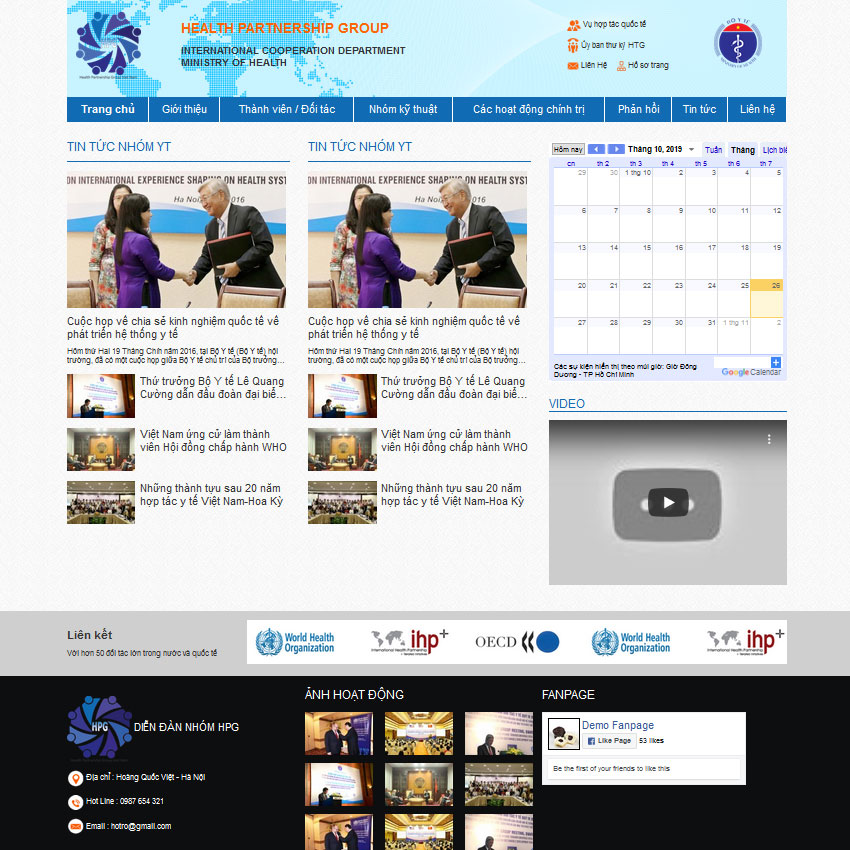 HEALTH PARTNERSHIP GROUP
INTERNATIONAL COOPERATION DEPARTMENT
MINISTRY OF HEALTH
Vụ hợp tác quốc tế
Ủy ban thư ký HTG
Liên Hệ
Hồ sơ trang
BỘ Y TẾ
MINISTRY OF HEALTH
HPG
Health Partnership Group Viet Nam
Trang chủ
Giới thiệu
Thành viên / Đối tác
Nhóm kỹ thuật
Các hoạt động chính trị
Phản hồi
Tin tức
Liên hệ
TIN TỨC NHÓM YT
ON INTERNATIONAL EXPERIENCE SHARING ON HEALTH SYST
Ha Noi, 2016
Cuộc họp về chia sẻ kinh nghiệm quốc tế về
phát triển hệ thống y tế
Hôm thứ Hai 19 Tháng Chín năm 2016, tại Bộ Y tế (Bộ Y tế) hội
trường, đã có một cuộc họp giữa Bộ Y tế chủ trì của Bộ trưởng...
Thứ trưởng Bộ Y tế Lê Quang
Cường dẫn đầu đoàn đại biể...
Việt Nam ứng cử làm thành
viên Hội đồng chấp hành WHO
Những thành tựu sau 20 năm
hợp tác y tế Việt Nam-Hoa Kỳ
TIN TỨC NHÓM YT
ON INTERNATIONAL EXPERIENCE SHARING ON HEALTH SYST
Ha Noi, 2016
Cuộc họp về chia sẻ kinh nghiệm quốc tế về
phát triển hệ thống y tế
Hôm thứ Hai 19 Tháng Chín năm 2016, tại Bộ Y tế (Bộ Y tế) hội
trường, đã có một cuộc họp giữa Bộ Y tế chủ trì của Bộ trưởng...
Thứ trưởng Bộ Y tế Lê Quang
Cường dẫn đầu đoàn đại biể...
Việt Nam ứng cử làm thành
viên Hội đồng chấp hành WHO
Những thành tựu sau 20 năm
hợp tác y tế Việt Nam-Hoa Kỳ
Hôm nay Tháng 10, 2019 Tuần Tháng Lịch biể
cn th 2 th 3 th 4 th 5 th 6 th 7
29 30 1 thg 10 2 3 4 5
6 7 8 9 10 11 12
13 14 15 16 17 18 19
20 21 22 23 24 25 26
27 28 29 30 31 1 thg 11 2
Các sự kiện hiển thị theo múi giờ: Giờ Đông
Dương - TP Hồ Chí Minh
Google Calendar
VIDEO
Liên kết
Với hơn 50 đối tác lớn trong nước và quốc tế
World Health
Organization
ihp+
International Health Partnership
OECD
World Health
Organization
ihp+
International Health Partnership
HPG
DIỄN ĐÀN NHÓM HPG
Địa chỉ : Hoàng Quốc Việt - Hà Nội
Hot Line : 0987 654 321
Email : hotro@gmail.com
ẢNH HOẠT ĐỘNG
FANPAGE
Demo Fanpage
Like Page
53 likes
Be the first of your friends to like this